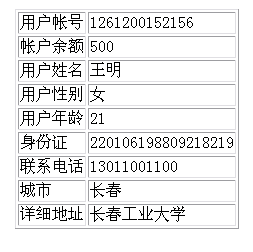 用户帐号 1261200152156
帐户余额 500
用户姓名 王明
用户性别 女
用户年龄 21
身份证 220106198809218219
联系电话 13011001100
城市 长春
详细地址 长春工业大学